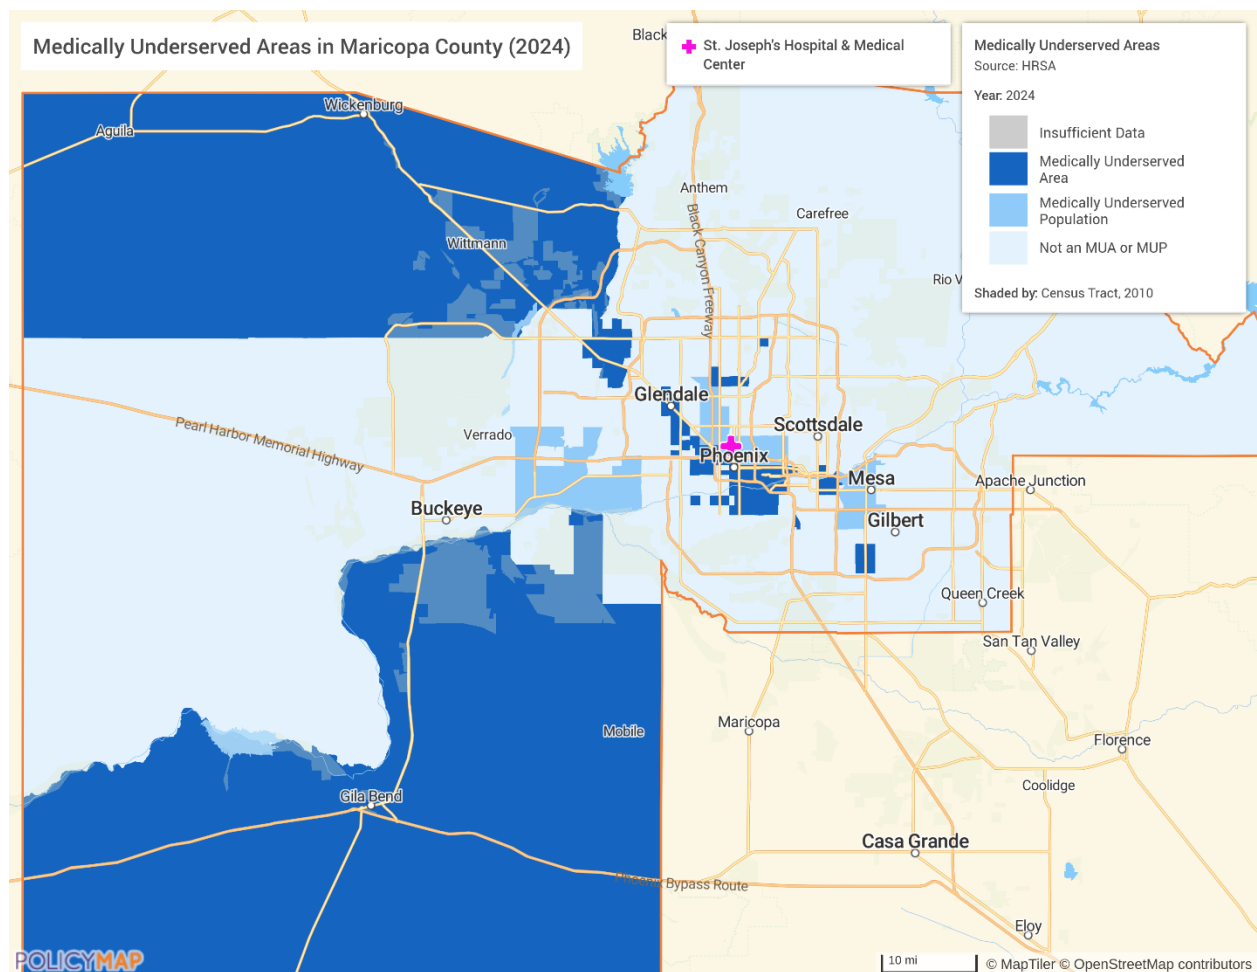 Medically Underserved Areas in Maricopa County (2024)
Black
St. Joseph's Hospital & Medical
Center
Medically Underserved Areas
Source: HRSA
Year: 2024
Insufficient Data
Medically Underserved
Area
Medically Underserved
Population
Not an MUA or MUP
Shaded by: Census Tract, 2010
Wickenburg
Aguila
Anthem
Carefree
Black Canyon Freeway
Wittmann
Rio V
Glendale
Scottsdale
Verrado
Pearl Harbor Memorial Highway
Phoenix
Mesa
Apache Junction
Buckeye
Gilbert
Queen Creek
San Tan Valley
Maricopa
Mobile
Florence
Coolidge
Gila Bend
Casa Grande
Phoenix Bypass Route
Eloy
POLICYMAP
10 mi
© MapTiler © OpenStreetMap contributors